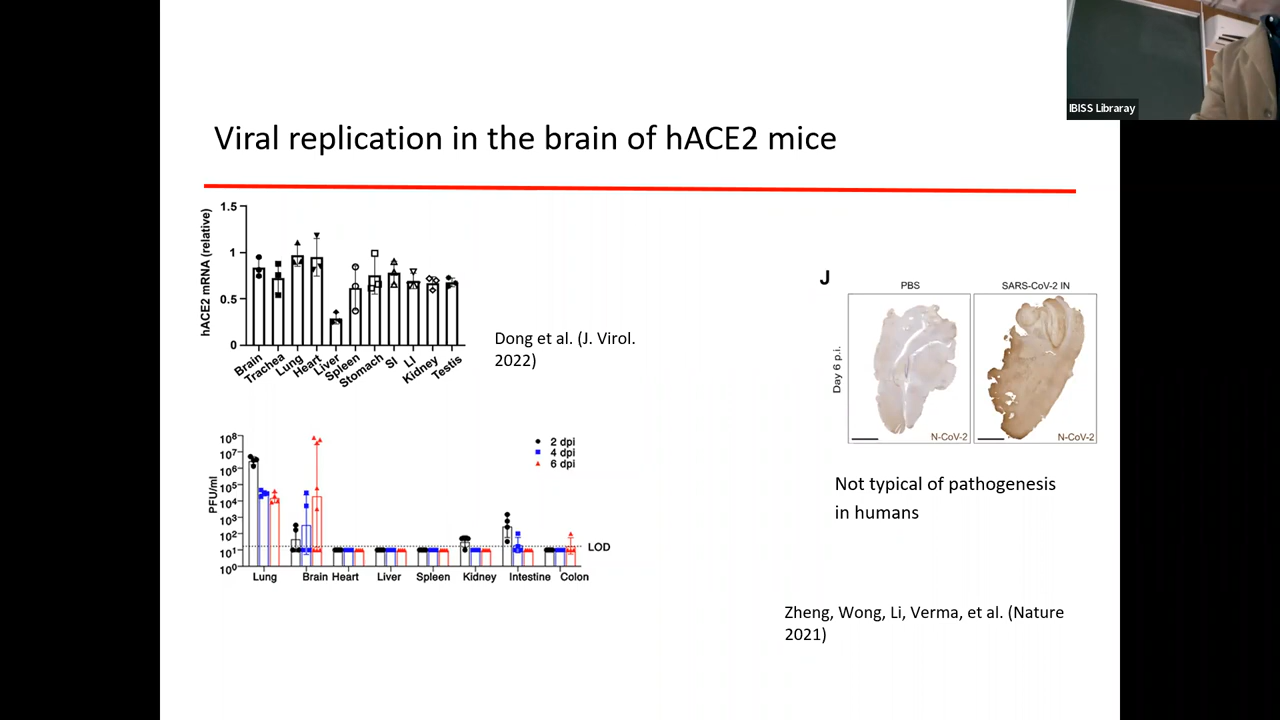 IBISS Libraray
Viral replication in the brain of hACE2 mice
hACE2 mRNA (relative)
1.5
1
0.5
0
Brain
Trachea
Lung
Heart
Liver
Spleen
Stomach
SI
LI
Kidney
Testis
Dong et al. (J. Virol.
2022)
J
PBS
SARS-CoV-2 IN
Day 6 p.i.
N-CoV-2
N-CoV-2
PFU/ml
10⁸
10⁷
10⁶
10⁵
10⁴
10³
10²
10¹
10⁰
2 dpi
4 dpi
6 dpi
LOD
Lung
Brain
Heart
Liver
Spleen
Kidney
Intestine
Colon
Not typical of pathogenesis
in humans
Zheng, Wong, Li, Verma, et al. (Nature
2021)